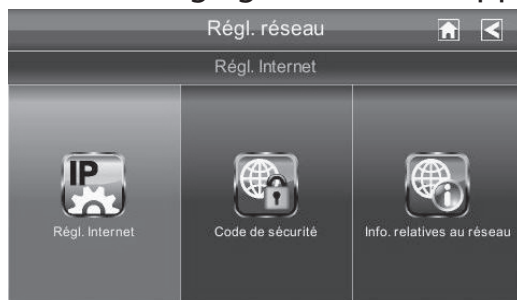 Régl. réseau
Régl. Internet
IP
Régl. Internet
Code de sécurité
Info. relatives au réseau